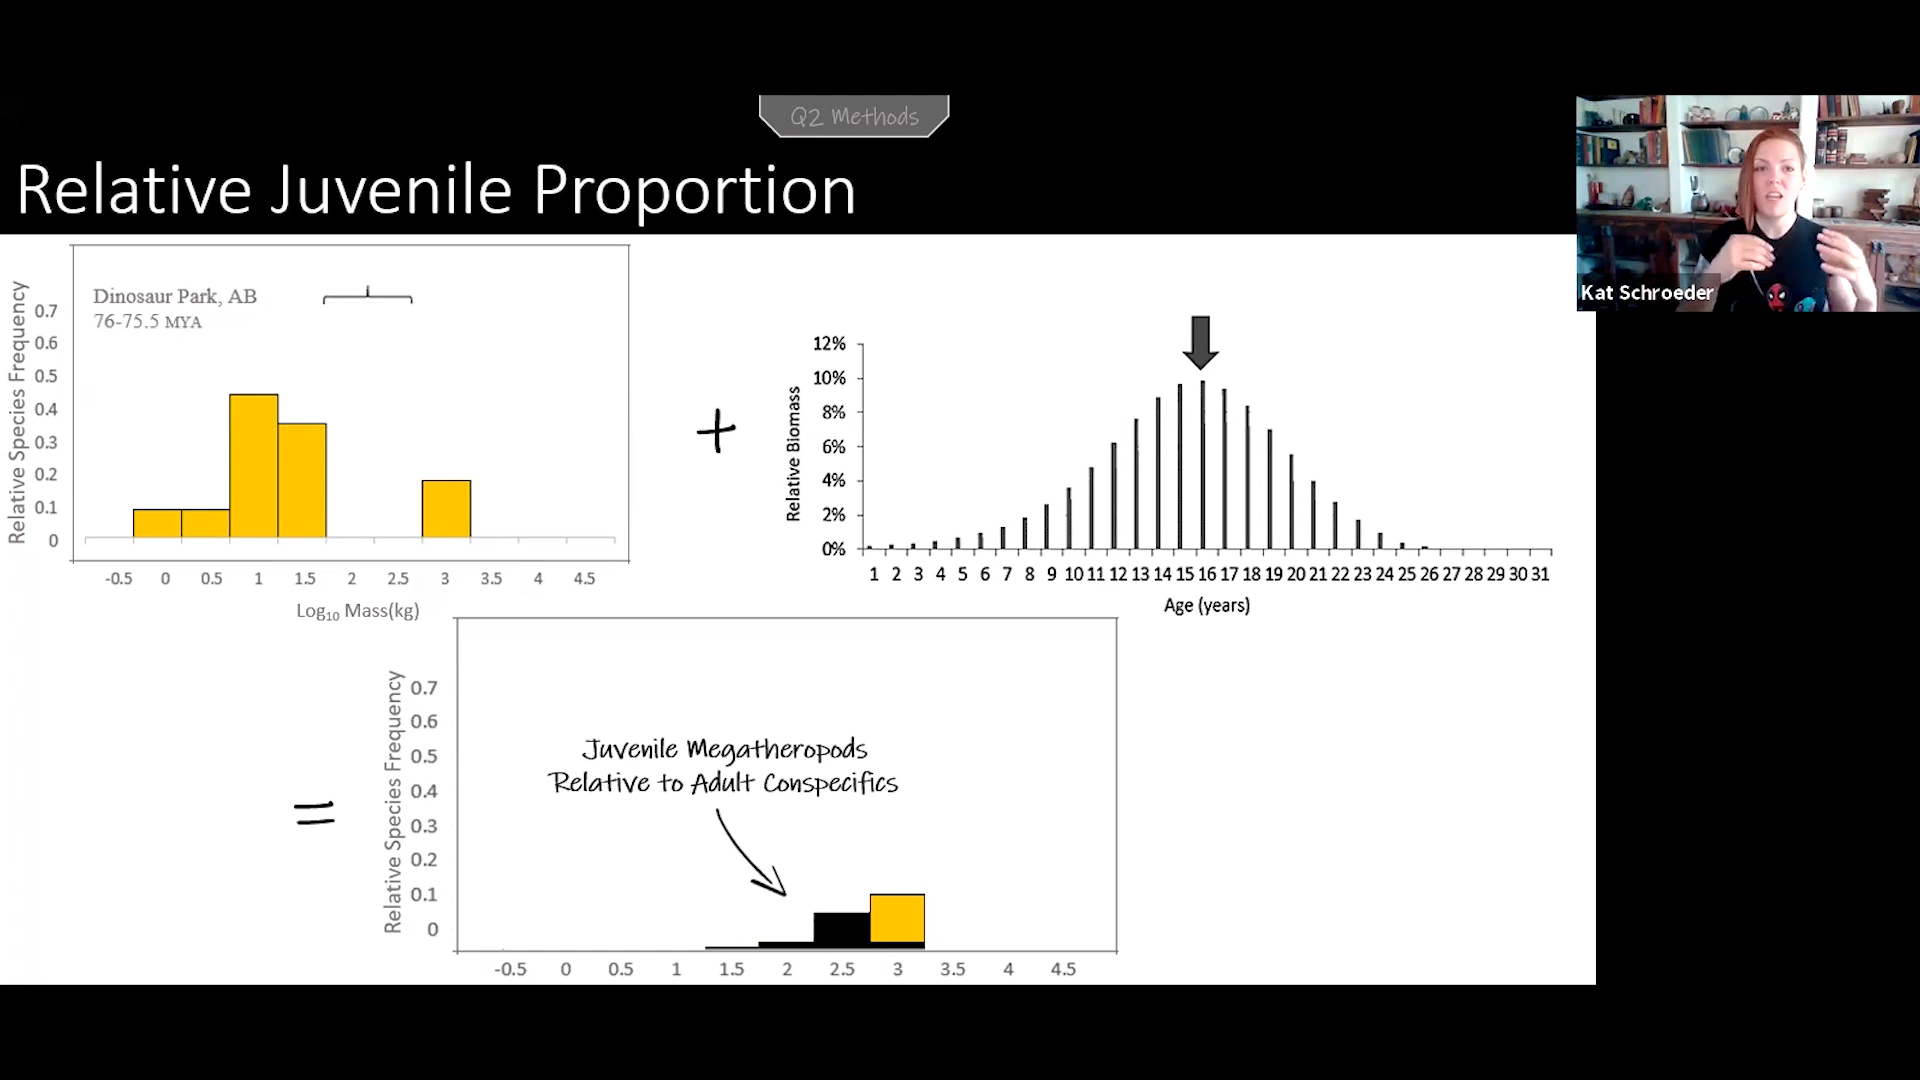 Q2 Methods
Relative Juvenile Proportion
Kat Schroeder
Relative Species Frequency
0.7
0.6
0.5
0.4
0.3
0.2
0.1
0
Dinosaur Park, AB
76-75.5 MYA
-0.5 0 0.5 1 1.5 2 2.5 3 3.5 4 4.5
Log₁₀ Mass(kg)
+
Relative Biomass
12%
10%
8%
6%
4%
2%
0%
1 2 3 4 5 6 7 8 9 10 11 12 13 14 15 16 17 18 19 20 21 22 23 24 25 26 27 28 29 30 31
Age (years)
=
Relative Species Frequency
0.7
0.6
0.5
0.4
0.3
0.2
0.1
0
Juvenile Megatheropods
Relative to Adult Conspecifics
-0.5 0 0.5 1 1.5 2 2.5 3 3.5 4 4.5